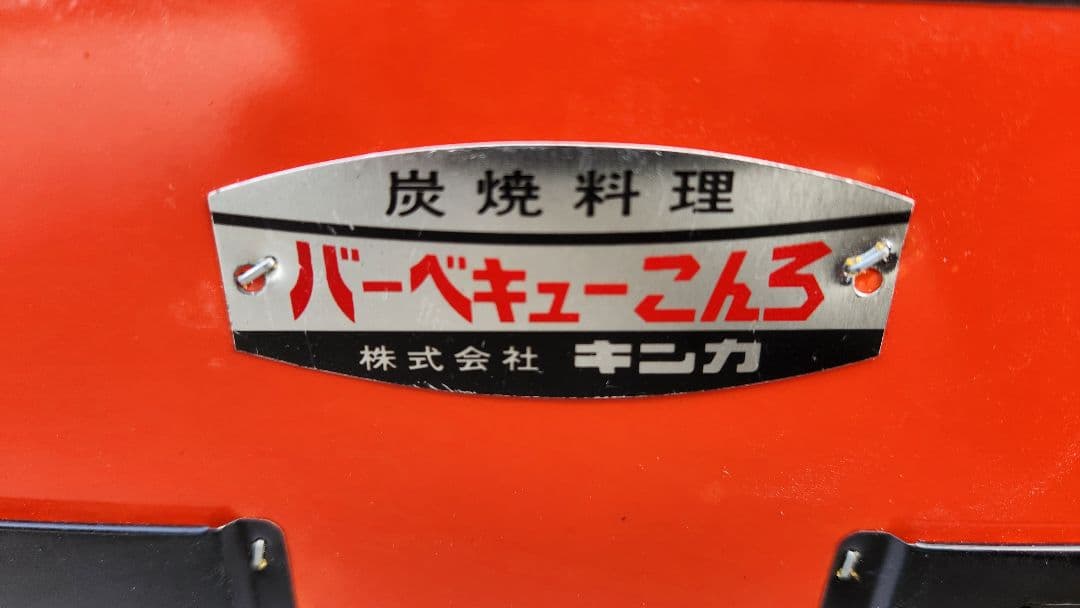 炭焼料理
バーベキューこんろ
株式会社 キンカ